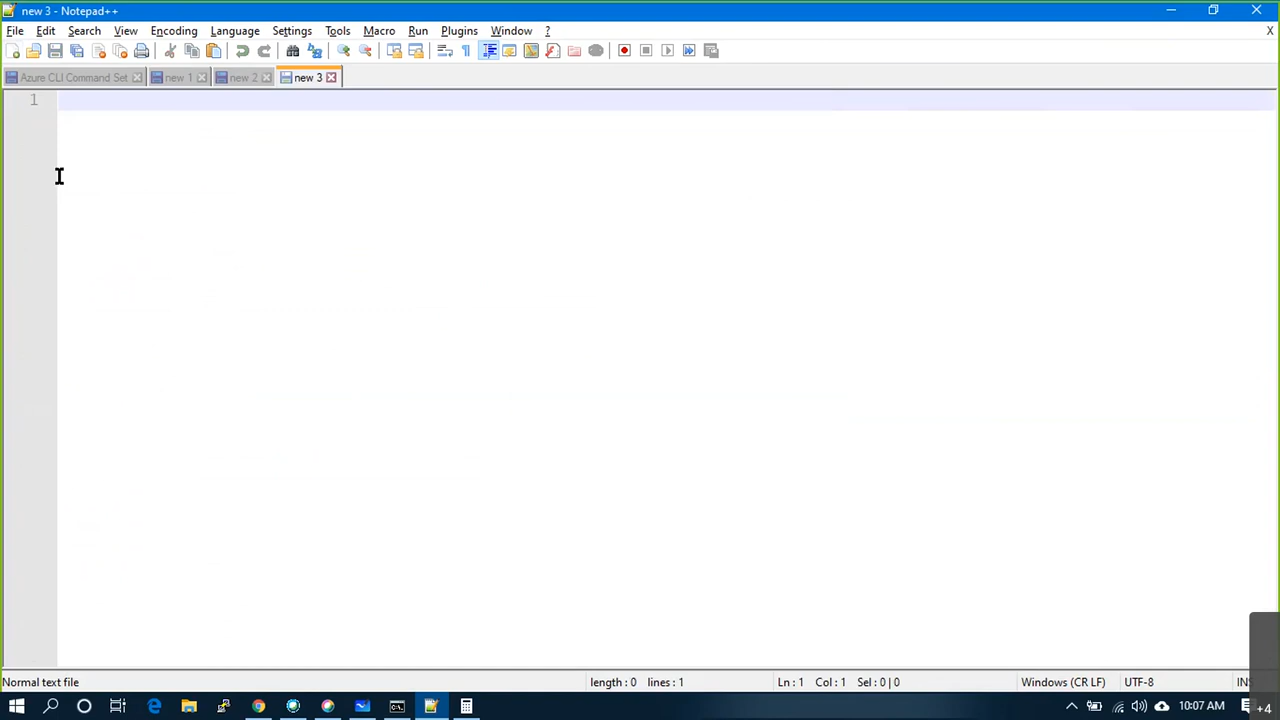 new 3 - Notepad++
File Edit Search View Encoding Language Settings Tools Macro Run Plugins Window ? X
Azure CLI Command Set new 1 new 2 new 3
1
Normal text file length : 0 lines : 1 Ln : 1 Col : 1 Sel : 0 | 0 Windows (CR LF) UTF-8 IN
10:07 AM +4